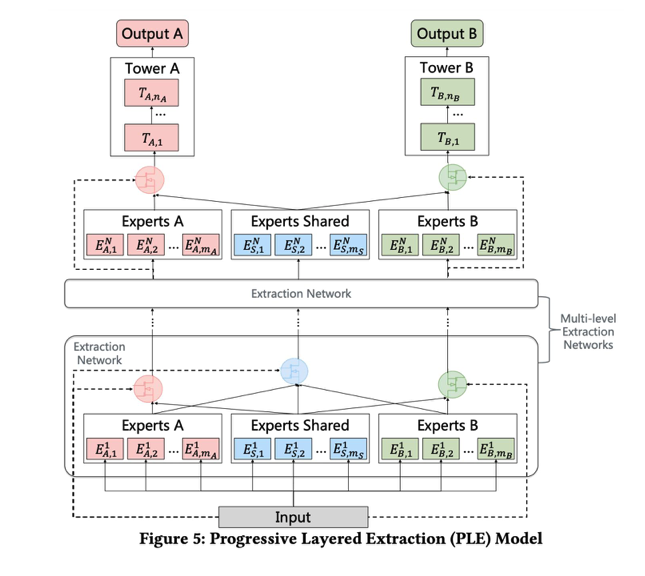 Output A
Output B
Tower A
Tower B
T_{A,n_A}
T_{B,n_B}
...
...
T_{A,1}
T_{B,1}
Experts A
Experts Shared
Experts B
E^N_{A,1} E^N_{A,2} ... E^N_{A,m_A}
E^N_{S,1} E^N_{S,2} ... E^N_{S,m_S}
E^N_{B,1} E^N_{B,2} ... E^N_{B,m_B}
Extraction Network
Multi-level
Extraction
Networks
...
...
...
Extraction
Network
Experts A
Experts Shared
Experts B
E^1_{A,1} E^1_{A,2} ... E^1_{A,m_A}
E^1_{S,1} E^1_{S,2} ... E^1_{S,m_S}
E^1_{B,1} E^1_{B,2} ... E^1_{B,m_B}
Input
Figure 5: Progressive Layered Extraction (PLE) Model